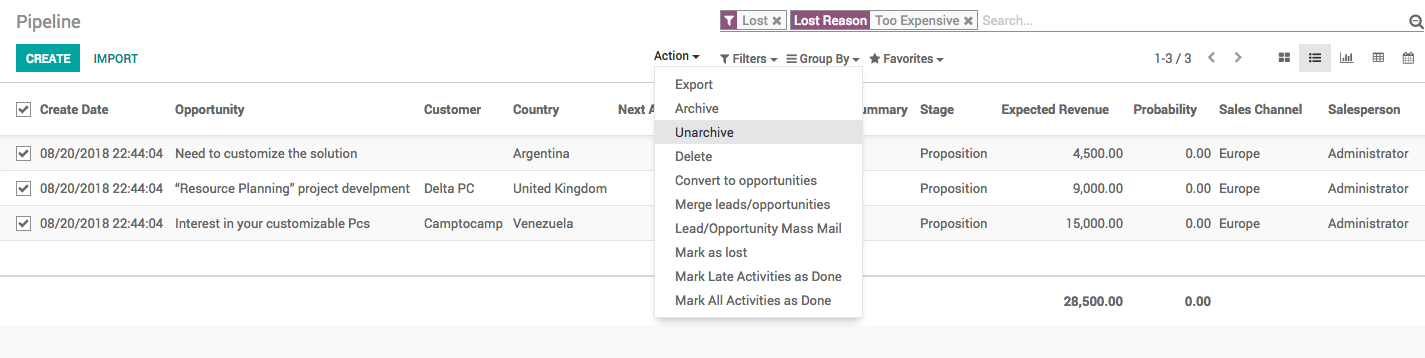 Pipeline
Lost ✖ Lost Reason Too Expensive ✖ Search...
CREATE IMPORT Action Filters Group By Favorites 1-3 / 3
Create Date Opportunity Customer Country Next A ummary Stage Expected Revenue Probability Sales Channel Salesperson
08/20/2018 22:44:04 Need to customize the solution Argentina Proposition 4,500.00 0.00 Europe Administrator
08/20/2018 22:44:04 “Resource Planning” project develpment Delta PC United Kingdom Proposition 9,000.00 0.00 Europe Administrator
08/20/2018 22:44:04 Interest in your customizable Pcs Camptocamp Venezuela Proposition 15,000.00 0.00 Europe Administrator
28,500.00 0.00
Export
Archive
Unarchive
Delete
Convert to opportunities
Merge leads/opportunities
Lead/Opportunity Mass Mail
Mark as lost
Mark Late Activities as Done
Mark All Activities as Done